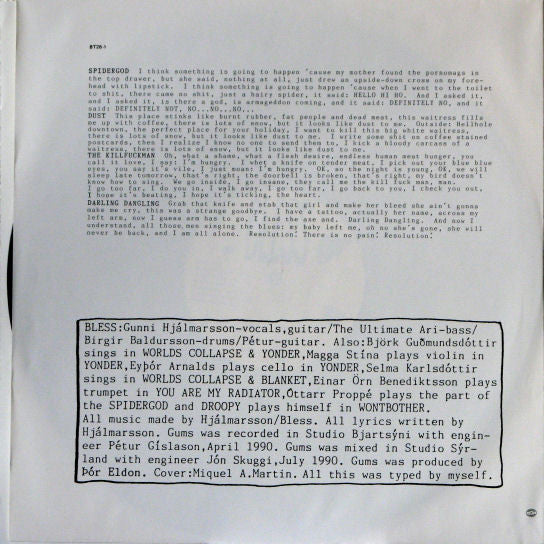 BT28-A
SPIDERGOD I think something is going to happen 'cause my mother found the pornomags in
the top drawer, but she said, nothing at all, just drew an upside-down cross on my fore-
head with lipstick. I think something is going to happen 'cause when I went to the toilet
to shit, there came no shit, just a hairy spider, it said: HELLO HI HO. And I asked it,
and I asked it, is there a god, is armageddon coming, and it said: DEFINITELY NO, and it
said: DEFINITELY NOT, NO...NO...NO...
DUST This place stinks like burnt rubber, fat people and dead meat, this waitress fills
me up with coffee, there is lots of snow, but it looks like dust to me. Outside: Hellhole
downtown, the perfect place for your holiday, I want to kill this big white waitress,
there is lots of snow, but it looks like dust to me. I write some shit on coffee stained
postcards, then I realize I know no one to send them to, I kick a bloody carcass of a
waitress, there is lots of snow, but it looks like dust to me.
THE KILLFUCKMAN Oh, what a shame, what a flesh desire, endless human meat hunger, you
call it love, I say: I'm hungry. I whet a knife on tender meat, I pick out your blue blue
eyes, you say it's vile, I just moan: I'm hungry. OK, so the night is young, OK, we will
sleep late tomorrow, that's right, the doorbell is broken, that's right, my bird doesn't
know how to sing. We go inside, I go insane, they call me the kill fuck man, man.
I go too far, I do you in, I walk away, I go too far, I go back to you, I check you out,
I hope it's beating, I hope it's ticking, the heart.
DARLING DANGLING Grab that knife and stab that girl and make her bleed she ain't gonna
make me cry, this was a strange goodbye. I have a tattoo, actually her name, across my
left arm, now I guess arm has to go, I find the axe and. Darling Dangling. And now I
understand, all those men singing the blues: my baby left me, oh no she's gone, she will
never be back, and I am all alone. Resolution: There is no pain. Resolution.
BLESS:Gunni Hjálmarsson-vocals,guitar/The Ultimate Ari-bass/
Birgir Baldursson-drums/Pétur-guitar. Also:Björk Guðmundsdóttir
sings in WORLDS COLLAPSE & YONDER,Magga Stína plays violin in
YONDER,Eyþór Arnalds plays cello in YONDER,Selma Karlsdóttir
sings in WORLDS COLLAPSE & BLANKET,Einar Örn Benediktsson plays
trumpet in YOU ARE MY RADIATOR,Óttarr Proppé plays the part of
the SPIDERGOD and DROOPY plays himself in WONTBOTHER.
All music made by Hjálmarsson/Bless. All lyrics written by
Hjálmarsson. Gums was recorded in Studio Bjartsýni with engin-
eer Pétur Gíslason,April 1990. Gums was mixed in Studio Sýr-
land with engineer Jón Skuggi,July 1990. Gums was produced by
Þór Eldon. Cover:Miquel A.Martin. All this was typed by myself.